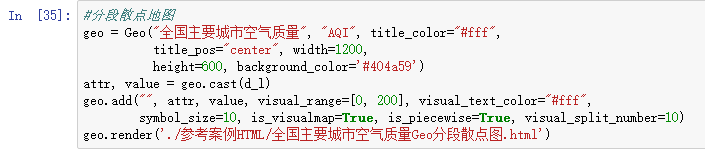 In [35]: #分段散点地图
geo = Geo("全国主要城市空气质量", "AQI", title_color="#fff",
title_pos="center", width=1200,
height=600, background_color='#404a59')
attr, value = geo.cast(d_l)
geo.add("", attr, value, visual_range=[0, 200], visual_text_color="#fff",
symbol_size=10, is_visualmap=True, is_piecewise=True, visual_split_number=10)
geo.render('./参考案例HTML/全国主要城市空气质量Geo分段散点图.html')